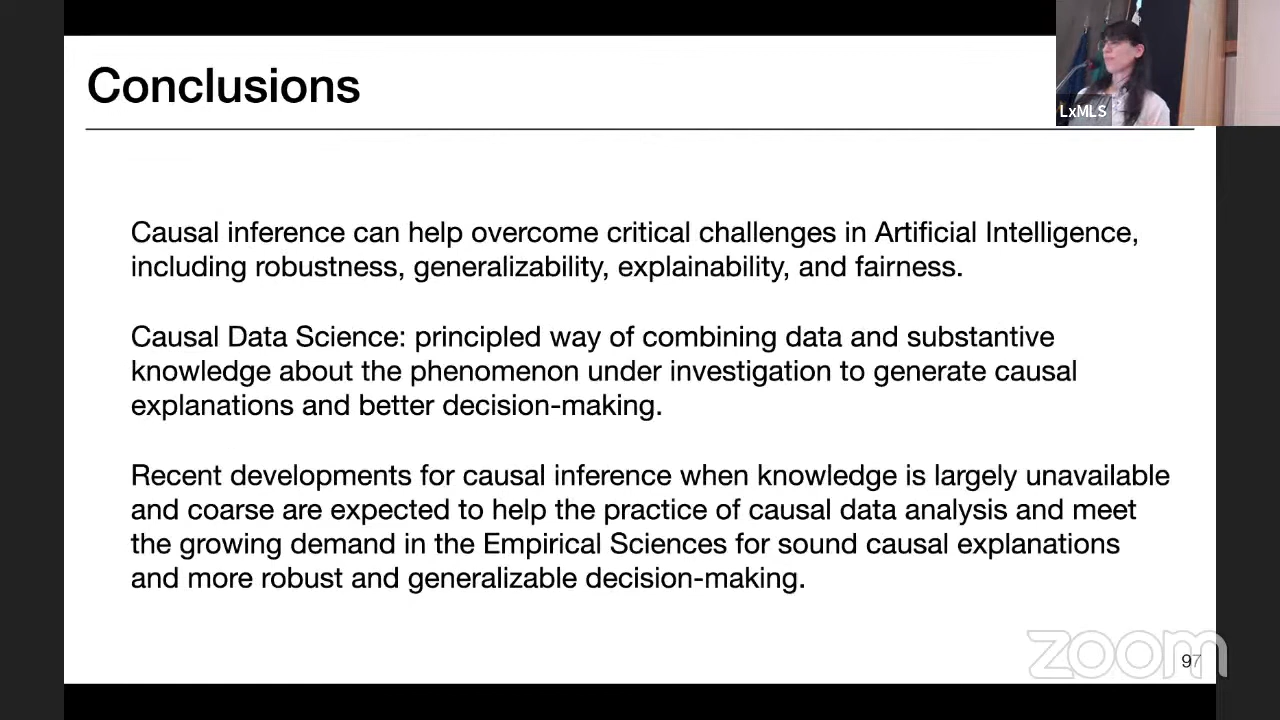 Conclusions
LxMLS
Causal inference can help overcome critical challenges in Artificial Intelligence,
including robustness, generalizability, explainability, and fairness.
Causal Data Science: principled way of combining data and substantive
knowledge about the phenomenon under investigation to generate causal
explanations and better decision-making.
Recent developments for causal inference when knowledge is largely unavailable
and coarse are expected to help the practice of causal data analysis and meet
the growing demand in the Empirical Sciences for sound causal explanations
and more robust and generalizable decision-making.
zoom
97